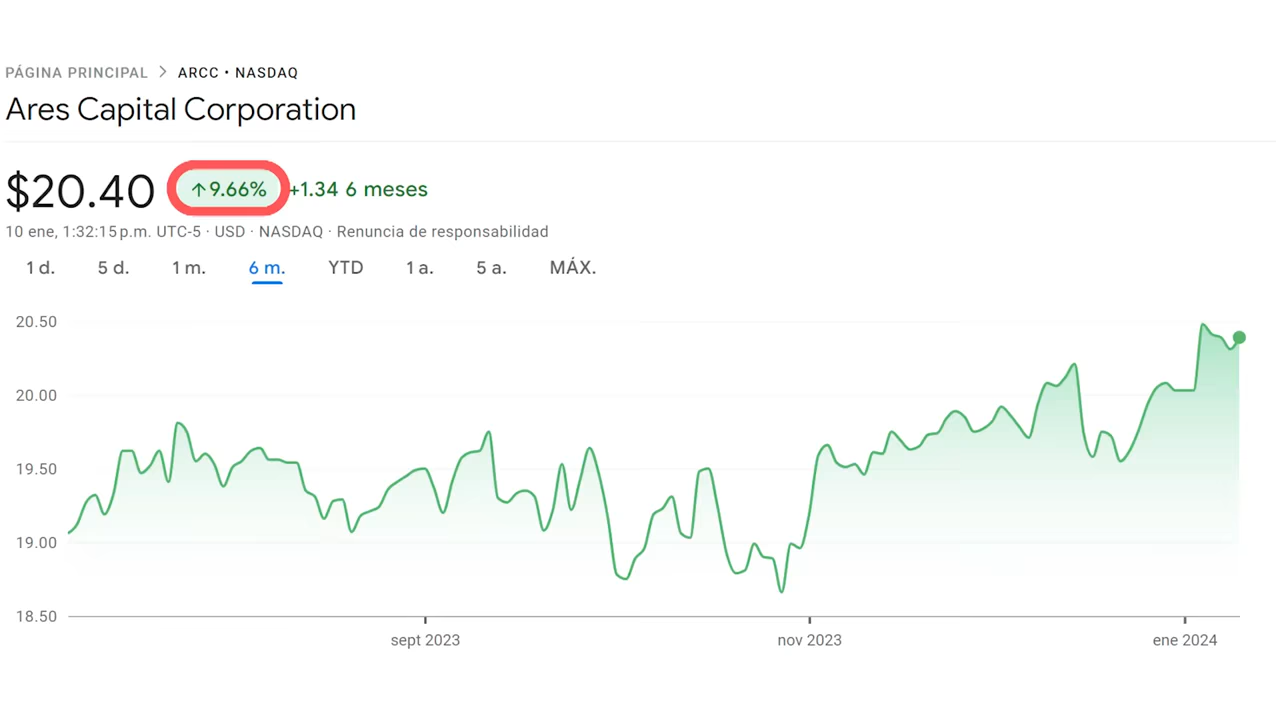 PÁGINA PRINCIPAL > ARCC • NASDAQ
Ares Capital Corporation
$20.40 ↑9.66% +1.34 6 meses
10 ene, 1:32:15 p.m. UTC-5 · USD · NASDAQ · Renuncia de responsabilidad
1 d. 5 d. 1 m. 6 m. YTD 1 a. 5 a. MÁX.
20.50
20.00
19.50
19.00
18.50
sept 2023 nov 2023 ene 2024